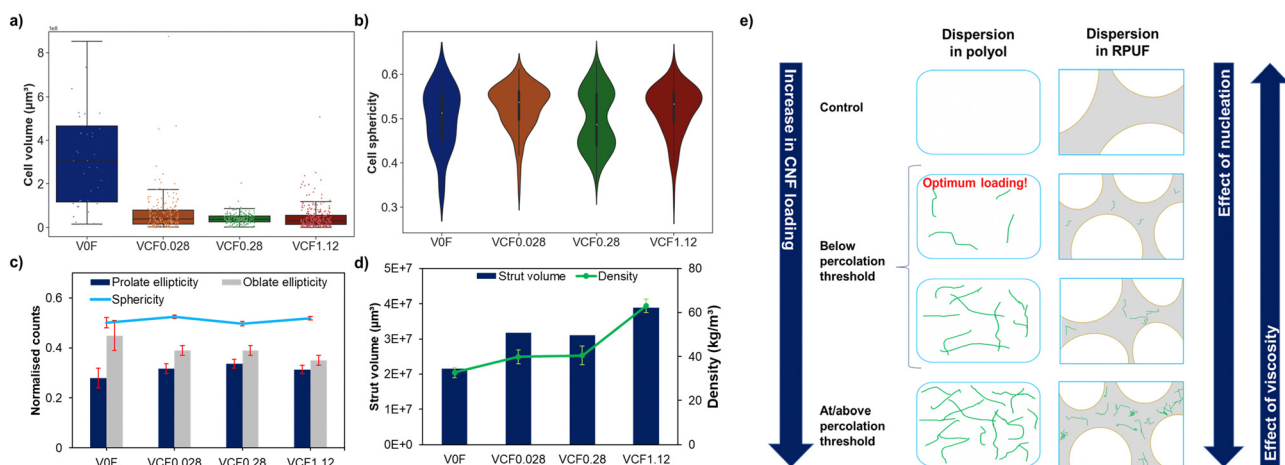 a)
1e6
Cell volume (µm³)
8
6
4
2
0
V0F
VCF0.028
VCF0.28
VCF1.12
b)
Cell sphericity
0.6
0.5
0.4
0.3
V0F
VCF0.028
VCF0.28
VCF1.12
c)
Prolate ellipticity
Oblate ellipticity
Sphericity
Normalised counts
0.6
0.4
0.2
0
V0F
VCF0.028
VCF0.28
VCF1.12
d)
Strut volume
Density
Strut volume (µm³)
5E+7
4E+7
3E+7
2E+7
1E+7
0E+0
Density (kg/m³)
80
60
40
20
0
V0F
VCF0.028
VCF0.28
VCF1.12
e)
Increase in CNF loading
Dispersion
in polyol
Dispersion
in RPUF
Control
Optimum loading!
Below
percolation
threshold
At/above
percolation
threshold
Effect of nucleation
Effect of viscosity